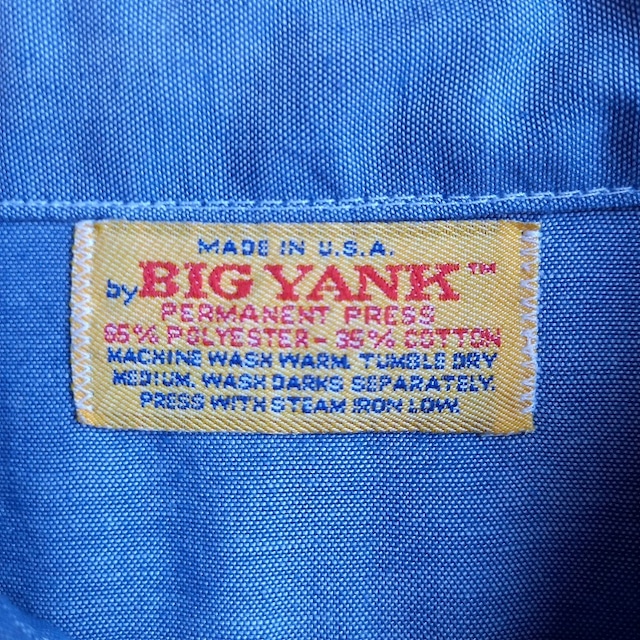 MADE IN U.S.A.
by BIG YANK™
PERMANENT PRESS
65% POLYESTER - 35% COTTON
MACHINE WASH WARM. TUMBLE DRY
MEDIUM. WASH DARKS SEPARATELY.
PRESS WITH STEAM IRON LOW.